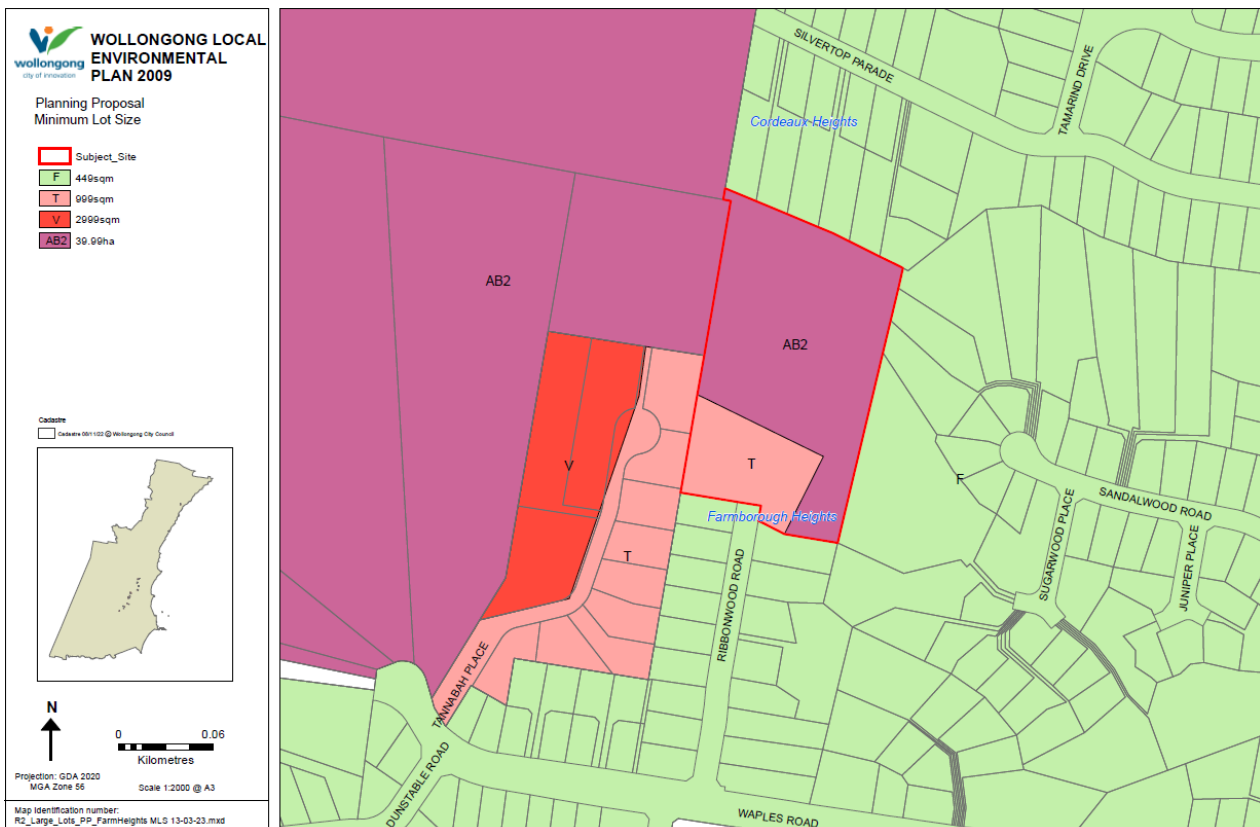 wollongong
city of innovation
WOLLONGONG LOCAL
ENVIRONMENTAL
PLAN 2009
Planning Proposal
Minimum Lot Size
Subject_Site
F 449sqm
T 999sqm
V 2999sqm
AB2 39.99ha
Cadastre
Cadastre 08/11/22 © Wollongong City Council
N
0 0.06
Kilometres
Projection: GDA 2020
MGA Zone 56
Scale 1:2000 @ A3
Map Identification number:
R2_Large_Lots_PP_FarmHeights MLS 13-03-23.mxd
SILVERTOP PARADE
TAMARIND DRIVE
Cordeaux Heights
AB2
AB2
V
T
F
T
Farmborough Heights
SANDALWOOD ROAD
SUGARWOOD PLACE
JUNIPER PLACE
RIBBONWOOD ROAD
TANNABAH PLACE
DUNSTABLE ROAD
WAPLES ROAD